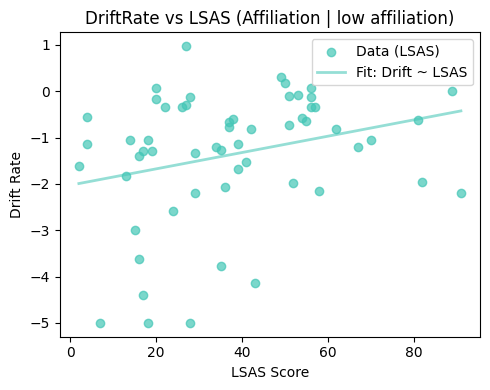 DriftRate vs LSAS (Affiliation | low affiliation)
Data (LSAS)
Fit: Drift ~ LSAS
Drift Rate
1
0
−1
−2
−3
−4
−5
0 20 40 60 80
LSAS Score